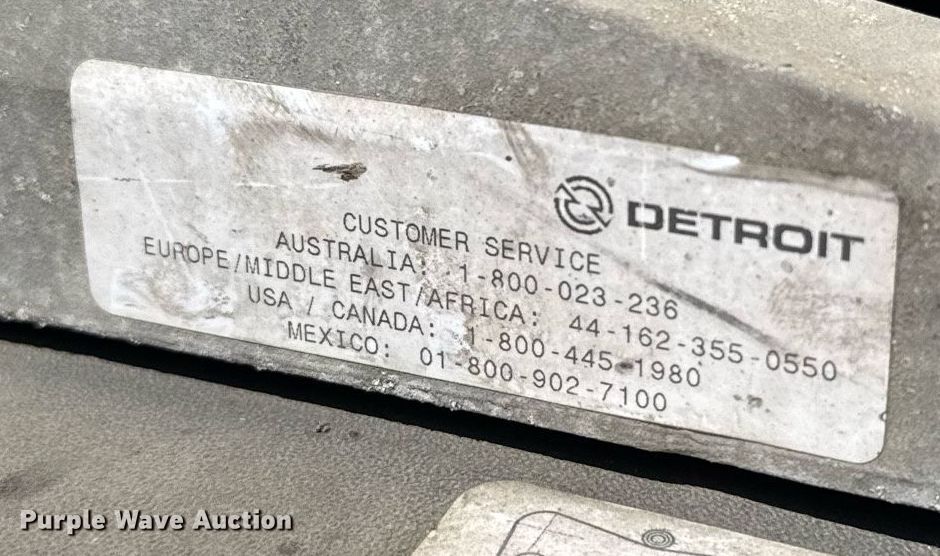 DETROIT
CUSTOMER SERVICE
AUSTRALIA: 1-800-023-236
EUROPE/MIDDLE EAST/AFRICA: 44-162-355-0550
USA / CANADA: 1-800-445-1980
MEXICO: 01-800-902-7100
Purple Wave Auction